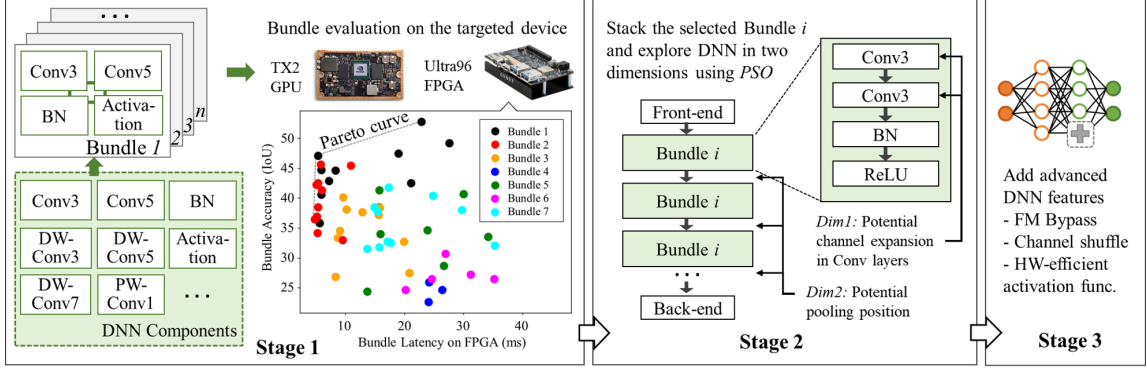 • • •
Conv3
Conv5
BN
Activa-
tion
Bundle 1
2
3
n
Conv3
Conv5
BN
DW-
Conv3
DW-
Conv5
Activa-
tion
DW-
Conv7
PW-
Conv1
• • •
DNN Components
Bundle evaluation on the targeted device
TX2
GPU
Ultra96
FPGA
Pareto curve
Bundle 1
Bundle 2
Bundle 3
Bundle 4
Bundle 5
Bundle 6
Bundle 7
Bundle Accuracy (IoU)
50
45
40
35
30
25
10
20
30
40
Bundle Latency on FPGA (ms)
Stage 1
Stack the selected Bundle i
and explore DNN in two
dimensions using PSO
Front-end
Bundle i
Bundle i
Bundle i
• • •
Back-end
Conv3
Conv3
BN
ReLU
Dim1: Potential
channel expansion
in Conv layers
Dim2: Potential
pooling position
Stage 2
Add advanced
DNN features
- FM Bypass
- Channel shuffle
- HW-efficient
activation func.
Stage 3